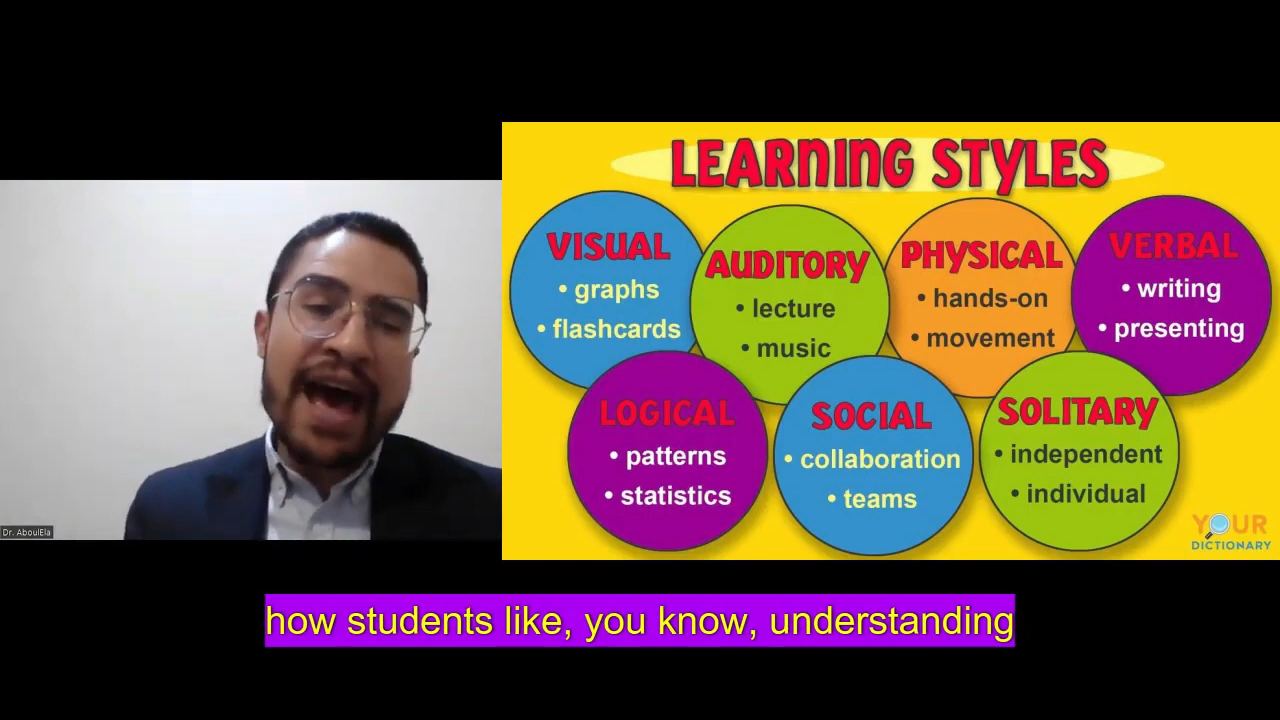 LEARNING STYLES
VISUAL
• graphs
• flashcards
AUDITORY
• lecture
• music
PHYSICAL
• hands-on
• movement
VERBAL
• writing
• presenting
LOGICAL
• patterns
• statistics
SOCIAL
• collaboration
• teams
SOLITARY
• independent
• individual
YOUR
DICTIONARY
Dr. AboulEla
how students like, you know, understanding